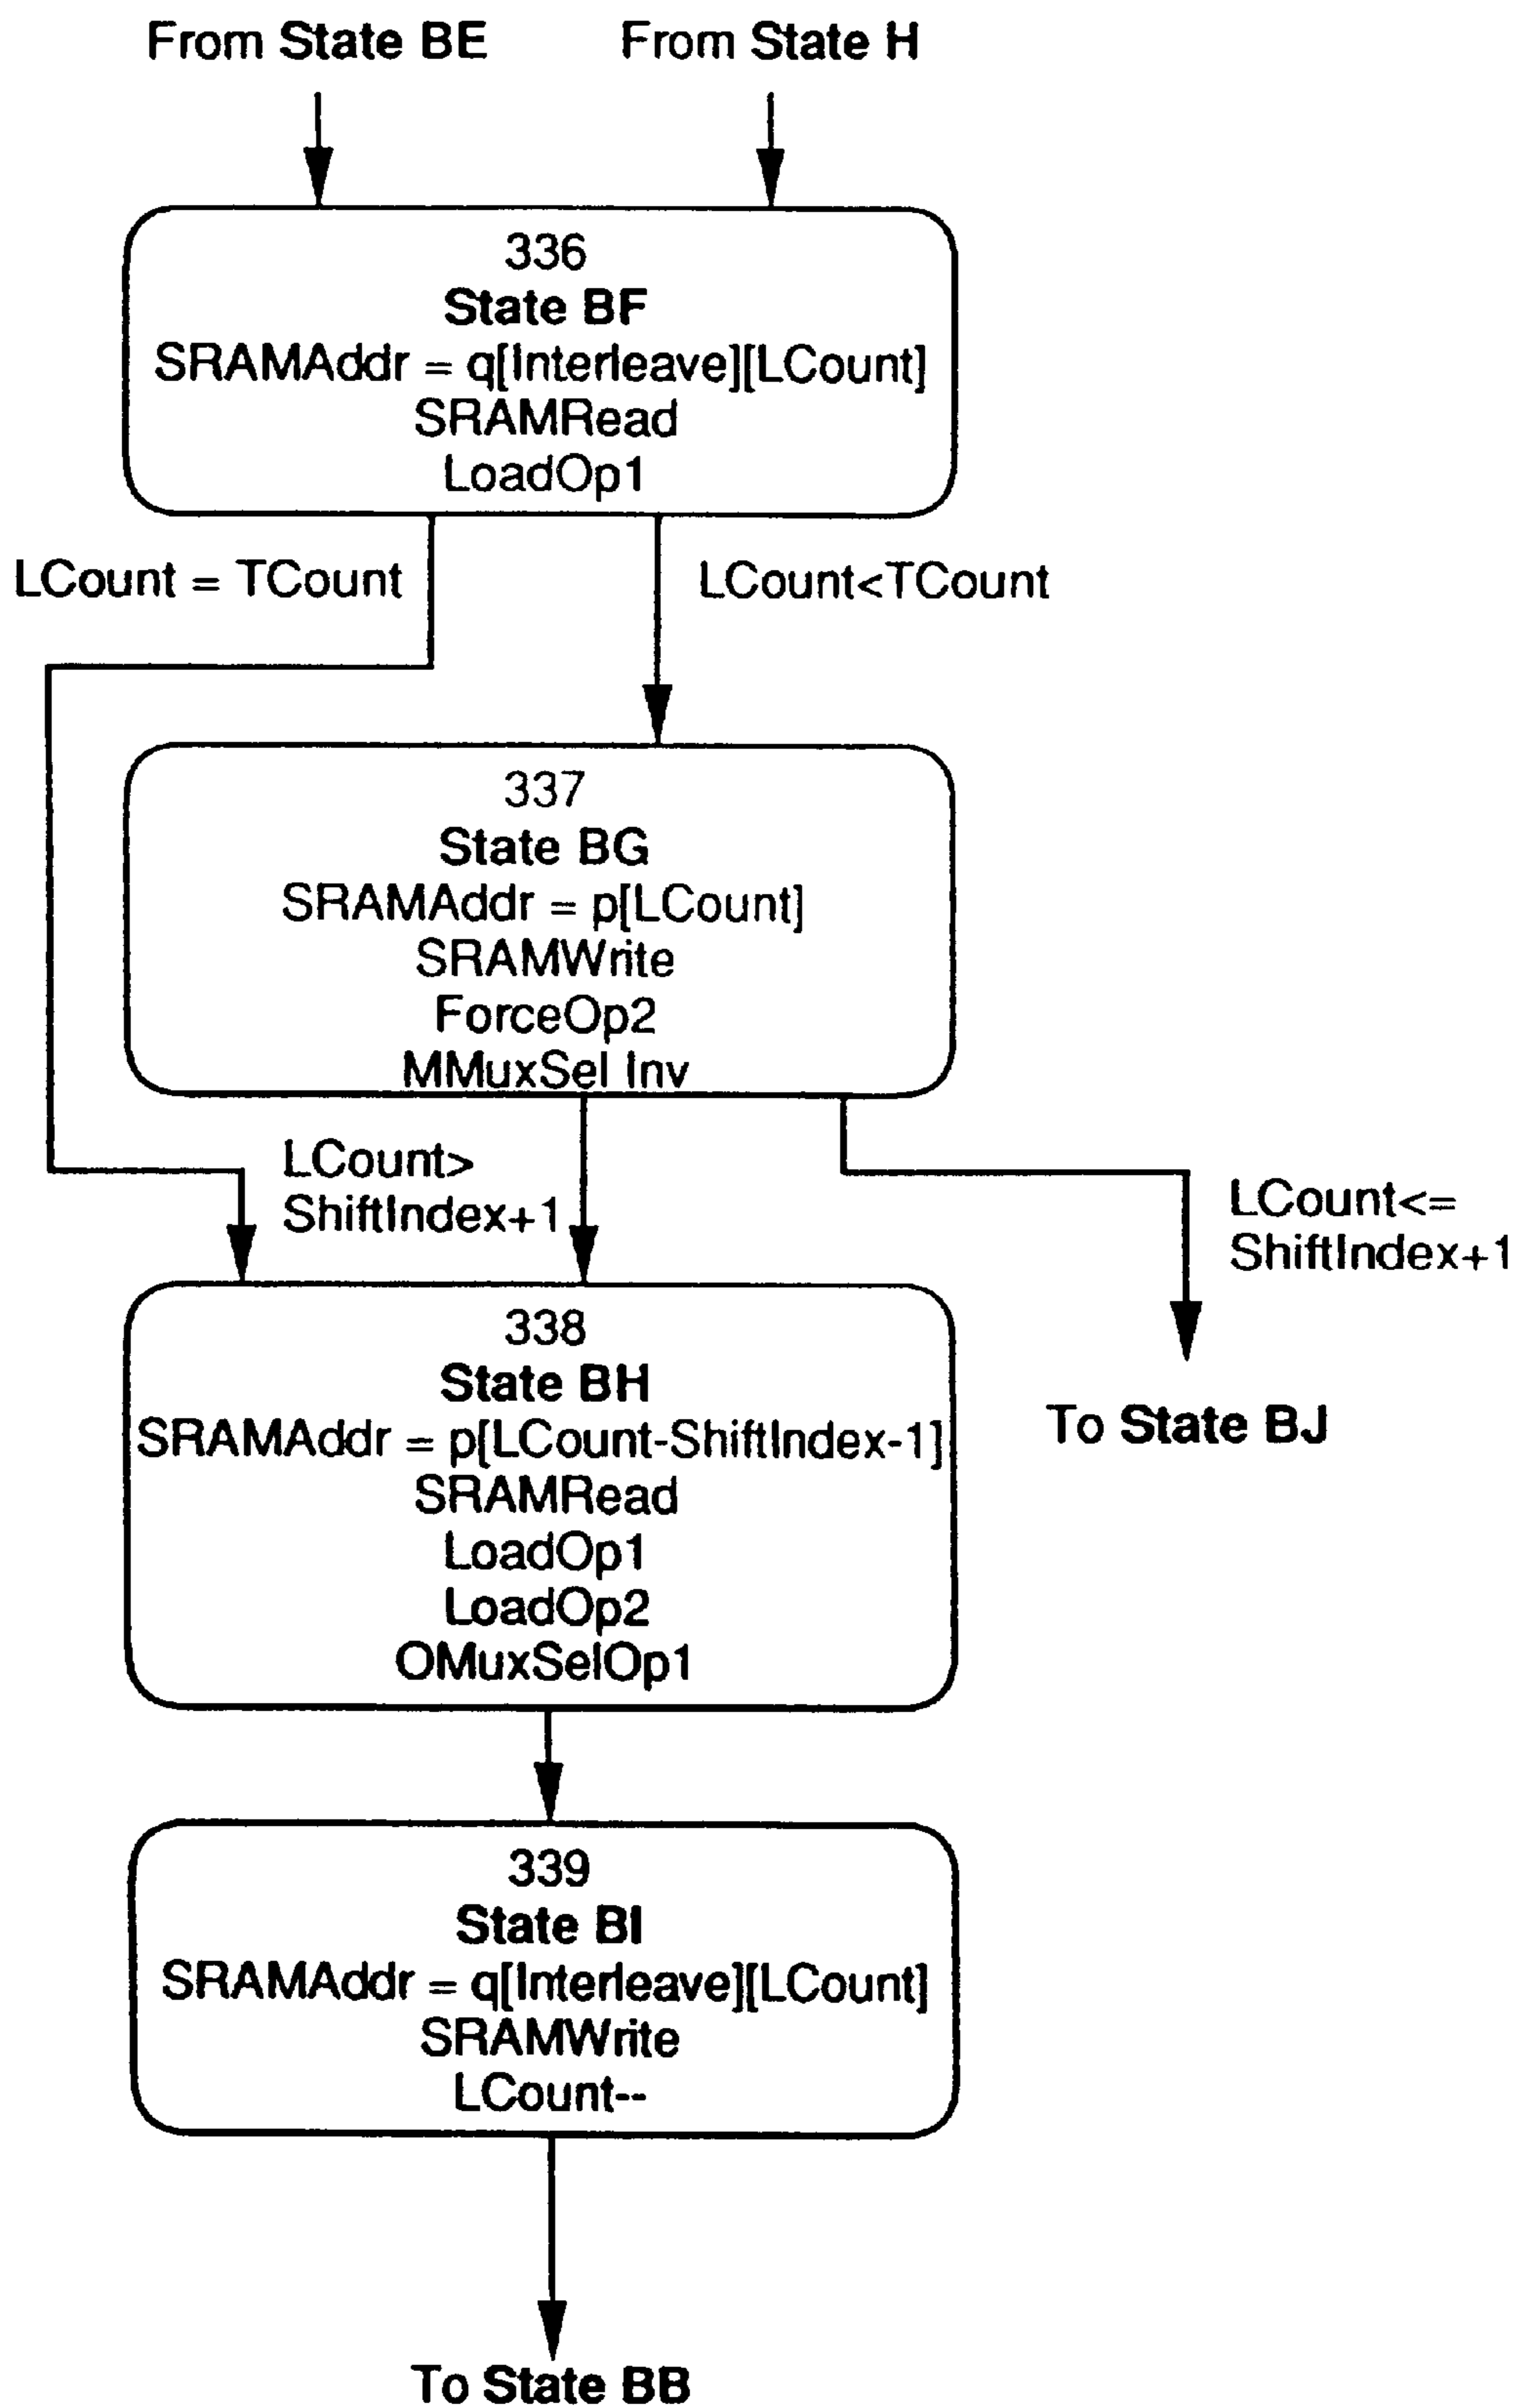 From State BE
From State H
336
State BF
SRAMAddr = q[Interleave][LCount]
SRAMRead
LoadOp1
LCount = TCount
LCount<TCount
337
State BG
SRAMAddr = p[LCount]
SRAMWrite
ForceOp2
MMuxSel Inv
LCount>
ShiftIndex+1
LCount<=
ShiftIndex+1
338
State BH
SRAMAddr = p[LCount-ShiftIndex-1]
SRAMRead
LoadOp1
LoadOp2
OMuxSelOp1
To State BJ
339
State BI
SRAMAddr = q[Interleave][LCount]
SRAMWrite
LCount--
To State BB